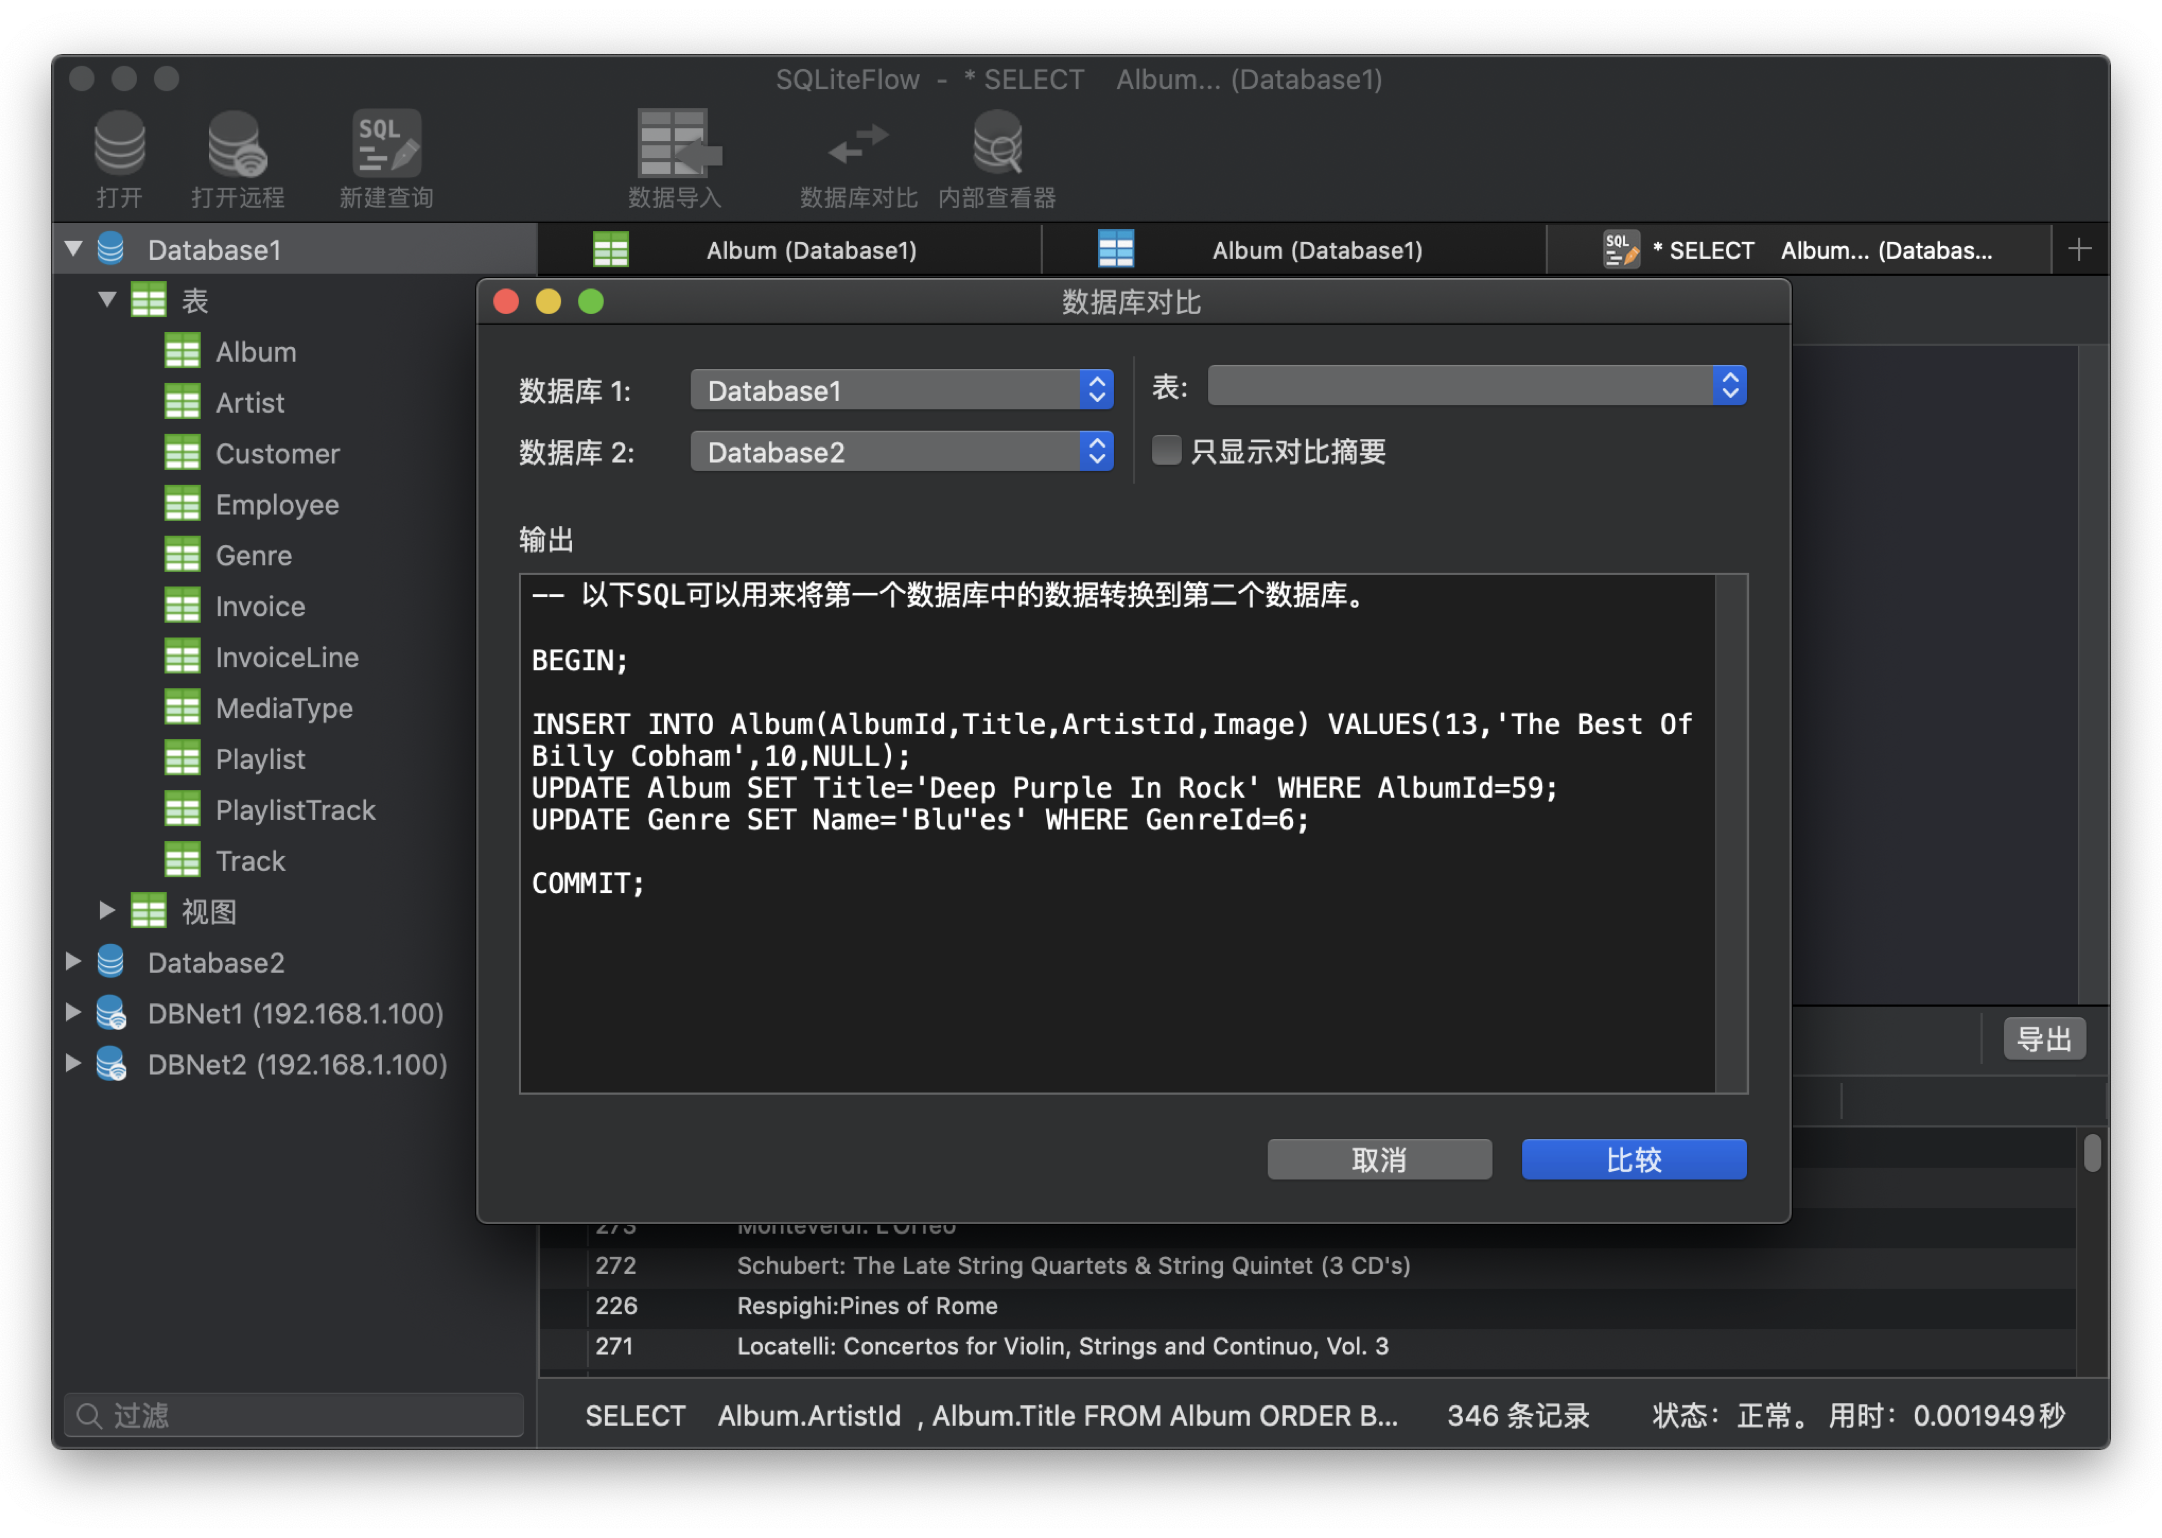 SQLiteFlow - * SELECT Album... (Database1)
SQL
打开
打开远程
新建查询
数据导入
数据库对比
内部查看器
Database1
Album (Database1)
Album (Database1)
SQL
* SELECT Album... (Databas...
表
Album
Artist
Customer
Employee
Genre
Invoice
InvoiceLine
MediaType
Playlist
PlaylistTrack
Track
视图
Database2
DBNet1 (192.168.1.100)
DBNet2 (192.168.1.100)
过滤
数据库对比
数据库 1:
Database1
表:
数据库 2:
Database2
只显示对比摘要
输出
-- 以下SQL可以用来将第一个数据库中的数据转换到第二个数据库。
BEGIN;
INSERT INTO Album(AlbumId,Title,ArtistId,Image) VALUES(13,'The Best Of
Billy Cobham',10,NULL);
UPDATE Album SET Title='Deep Purple In Rock' WHERE AlbumId=59;
UPDATE Genre SET Name='Blu"es' WHERE GenreId=6;
COMMIT;
取消
比较
导出
273 Monteverdi: L'Orfeo
272 Schubert: The Late String Quartets & String Quintet (3 CD's)
226 Respighi:Pines of Rome
271 Locatelli: Concertos for Violin, Strings and Continuo, Vol. 3
SELECT Album.ArtistId , Album.Title FROM Album ORDER B...
346 条记录
状态：正常。 用时：0.001949秒